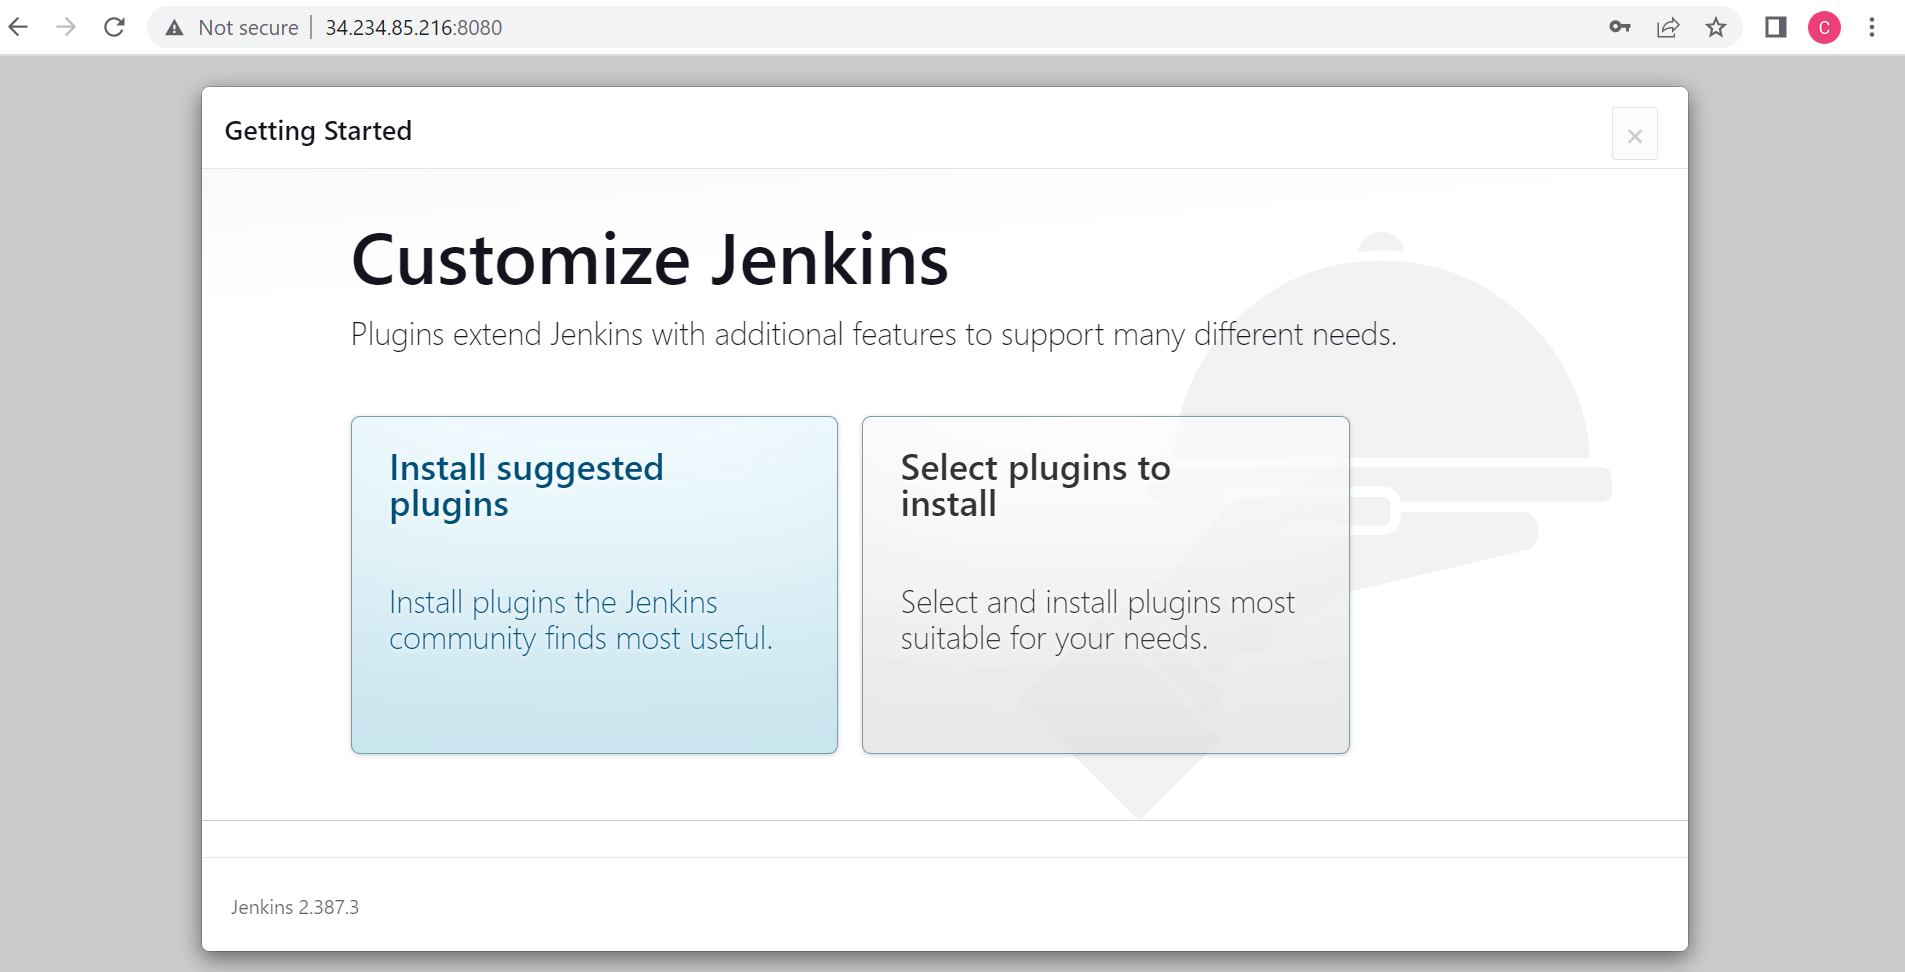 Not secure | 34.234.85.216:8080
C
Getting Started
×
Customize Jenkins
Plugins extend Jenkins with additional features to support many different needs.
Install suggested
plugins
Install plugins the Jenkins
community finds most useful.
Select plugins to
install
Select and install plugins most
suitable for your needs.
Jenkins 2.387.3